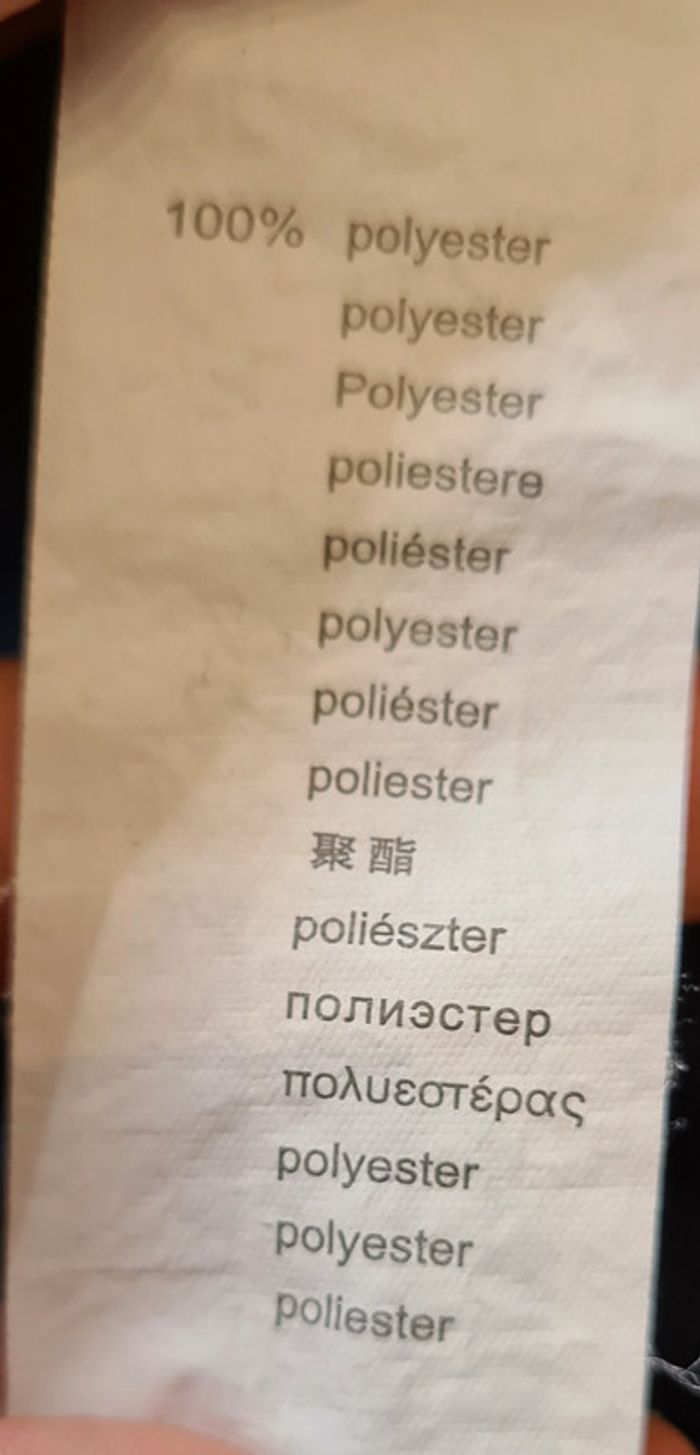 100% polyester
polyester
Polyester
poliestere
poliéster
polyester
poliéster
poliester
聚酯
poliészter
полиэстер
πολυεστέρας
polyester
polyester
poliester